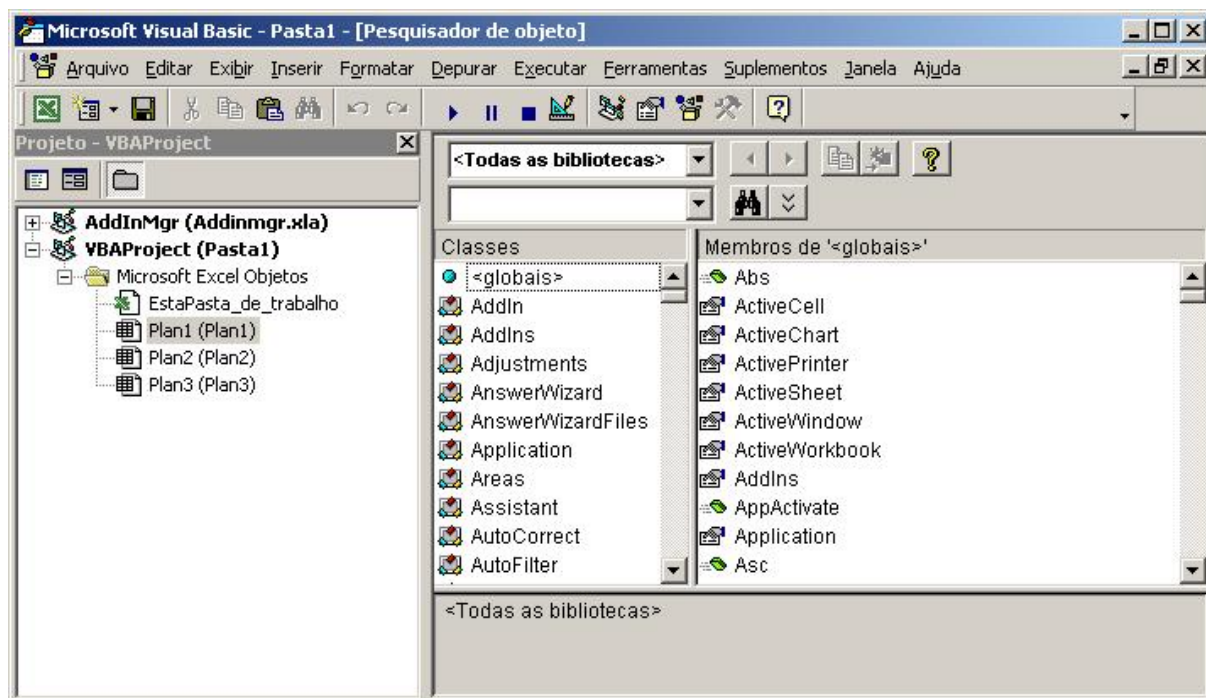 Microsoft Visual Basic - Pasta1 - [Pesquisador de objeto]
Arquivo Editar Exibir Inserir Formatar Depurar Executar Ferramentas Suplementos Janela Ajuda
Projeto - VBAProject
AddInMgr (Addinmgr.xla)
VBAProject (Pasta1)
Microsoft Excel Objetos
EstaPasta_de_trabalho
Plan1 (Plan1)
Plan2 (Plan2)
Plan3 (Plan3)
<Todas as bibliotecas>
Classes
<globais>
AddIn
AddIns
Adjustments
AnswerWizard
AnswerWizardFiles
Application
Areas
Assistant
AutoCorrect
AutoFilter
Membros de '<globais>'
Abs
ActiveCell
ActiveChart
ActivePrinter
ActiveSheet
ActiveWindow
ActiveWorkbook
AddIns
AppActivate
Application
Asc
<Todas as bibliotecas>